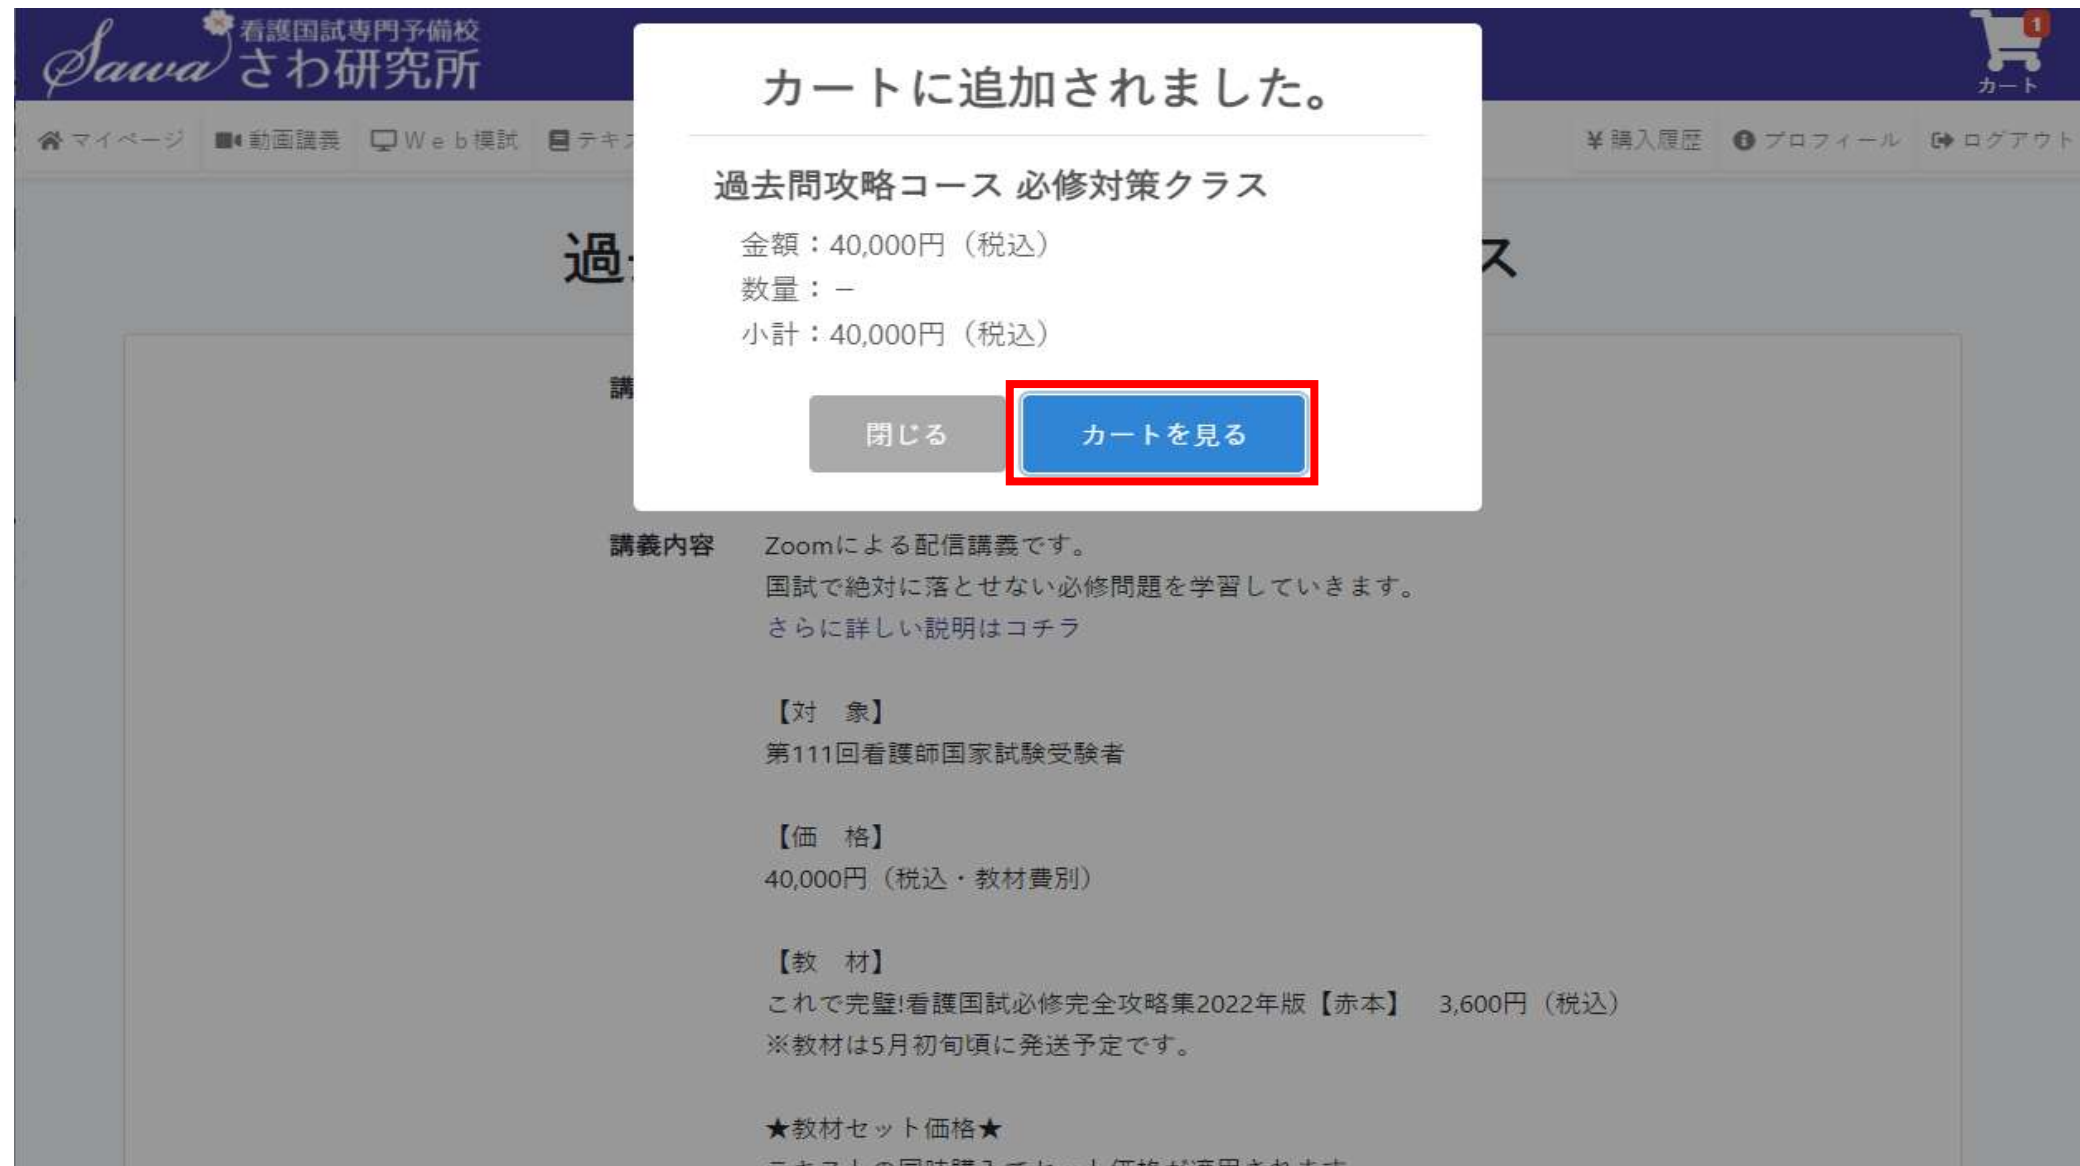 看護国試専門予備校
Sawa さわ研究所
1
カート
マイページ 動画講義 Ｗｅｂ模試 テキス
¥ 購入履歴 プロフィール ログアウト
カートに追加されました。
過去問攻略コース 必修対策クラス
金額：40,000円（税込）
数量：－
小計：40,000円（税込）
閉じる カートを見る
過
ス
講
講義内容 Zoomによる配信講義です。
国試で絶対に落とせない必修問題を学習していきます。
さらに詳しい説明はコチラ
【対　象】
第111回看護師国家試験受験者
【価　格】
40,000円（税込・教材費別）
【教　材】
これで完璧!看護国試必修完全攻略集2022年版【赤本】　3,600円（税込）
※教材は5月初旬頃に発送予定です。
★教材セット価格★